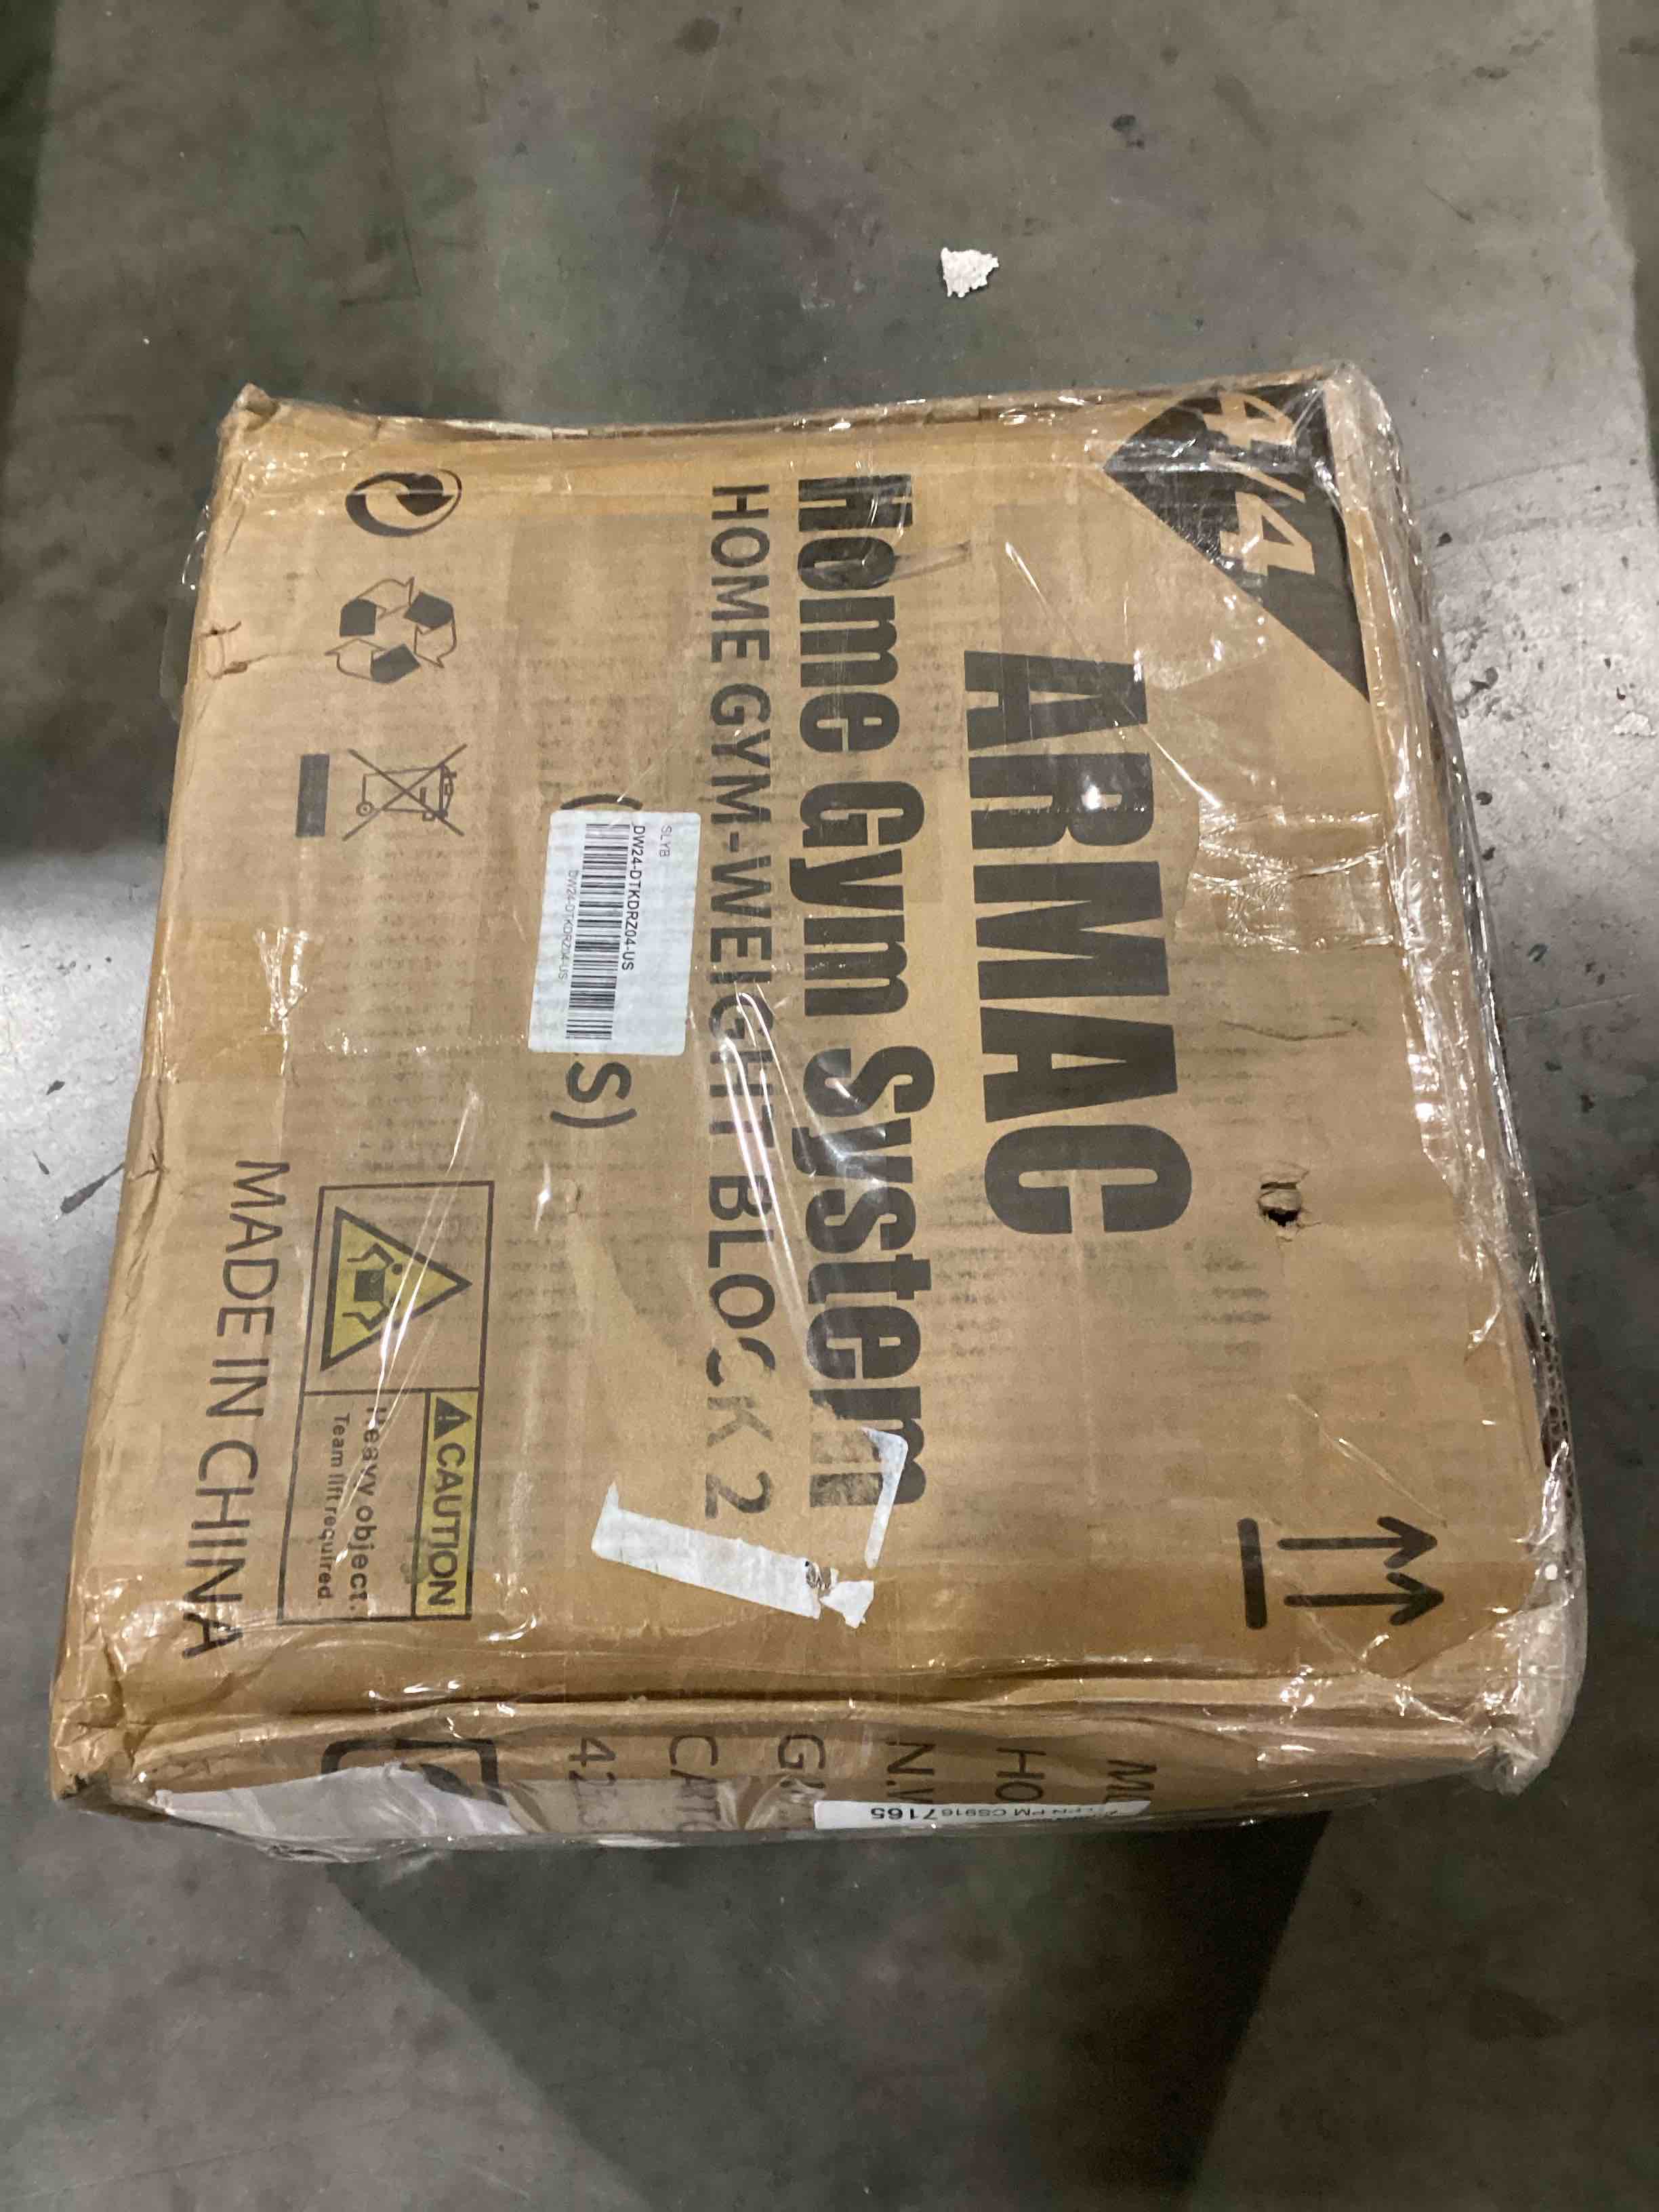 4/4
ARMAC
Home Gym System
HOME GYM-WEIGHT BLOCK 2
SLYB
DW24-DTKDRZ04-US
DW24-DTKDRZ04-US
S)
CAUTION
Heavy object.
Team lift required
MADE IN CHINA
7165